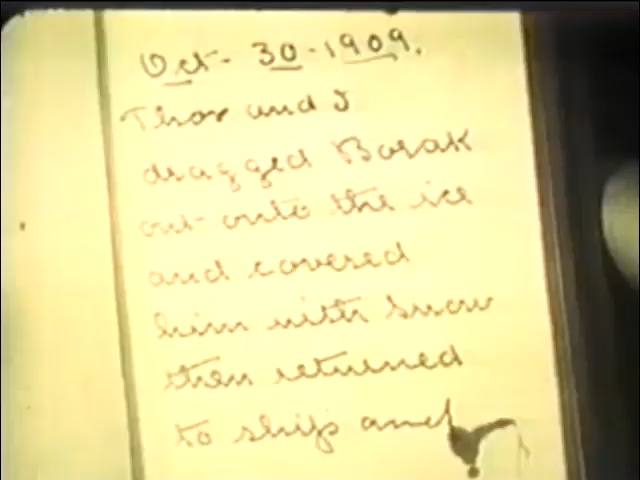 Oct - 30 - 1909.
Thor and I
dragged Borak
out onto the ice
and covered
him with snow
then returned
to ship and